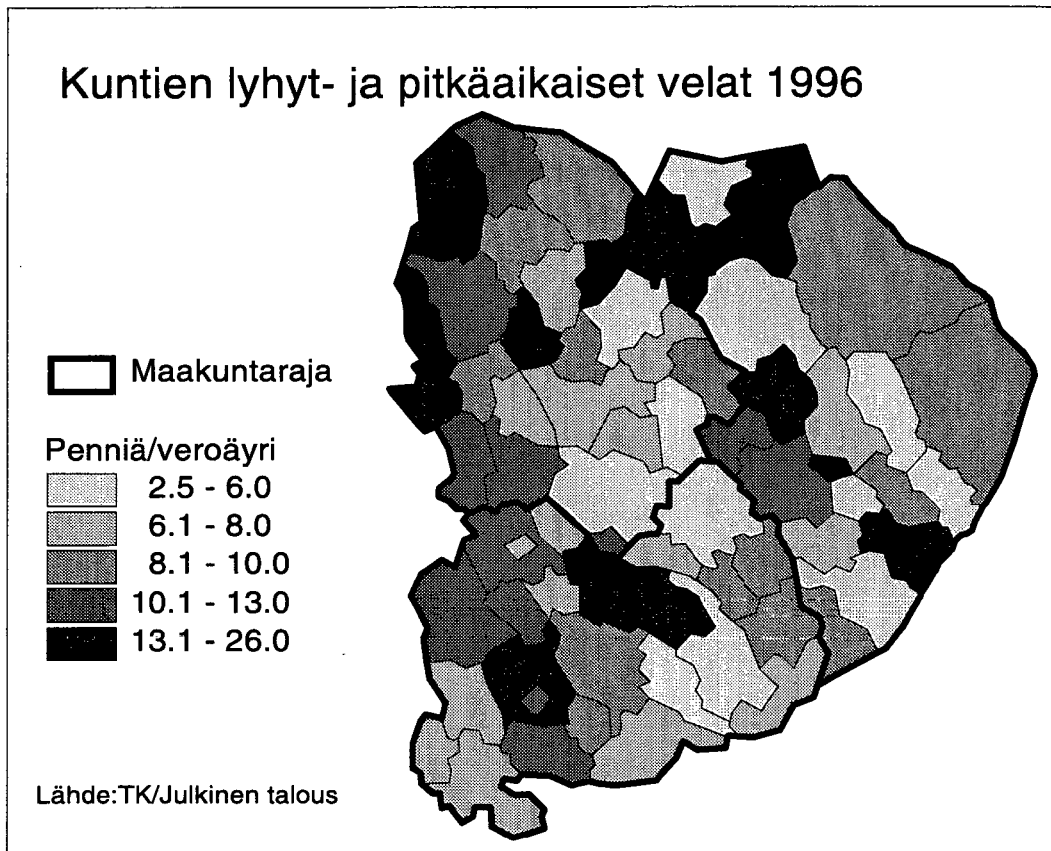 Kuntien lyhyt- ja pitkäaikaiset velat 1996
Maakuntaraja
Penniä/veroäyri
2.5 - 6.0
6.1 - 8.0
8.1 - 10.0
10.1 - 13.0
13.1 - 26.0
Lähde:TK/Julkinen talous